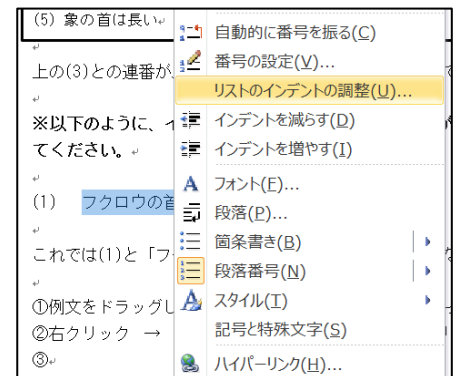 (5) 象の首は長い
上の(3)との連番が
※以下のように、
てください。
(1) フクロウの首
これでは(1)と「フ
①例文をドラッグし
②右クリック →
③
自動的に番号を振る(C)
番号の設定(V)...
リストのインデントの調整(U)...
インデントを減らす(D)
インデントを増やす(I)
フォント(F)...
段落(P)...
箇条書き(B)
段落番号(N)
スタイル(T)
記号と特殊文字(S)
ハイパーリンク(H)...